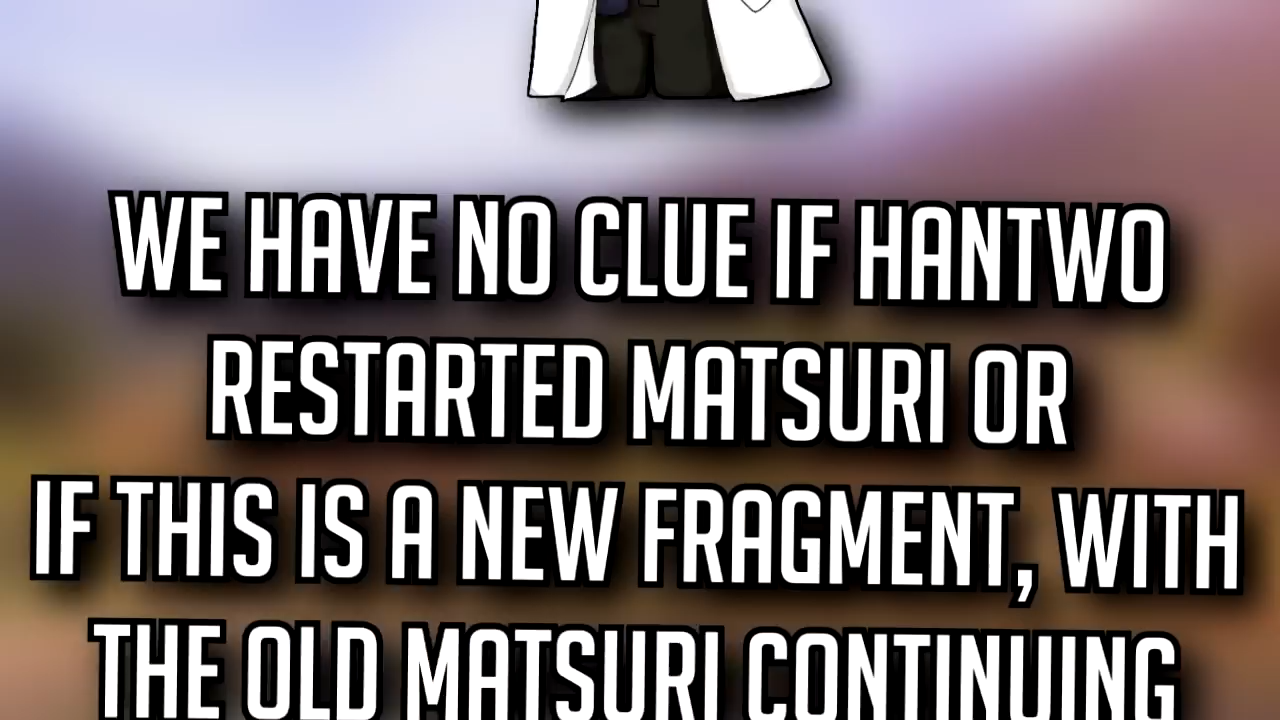 WE HAVE NO CLUE IF HANTWO
RESTARTED MATSURI OR
IF THIS IS A NEW FRAGMENT, WITH
THE OLD MATSURI CONTINUING